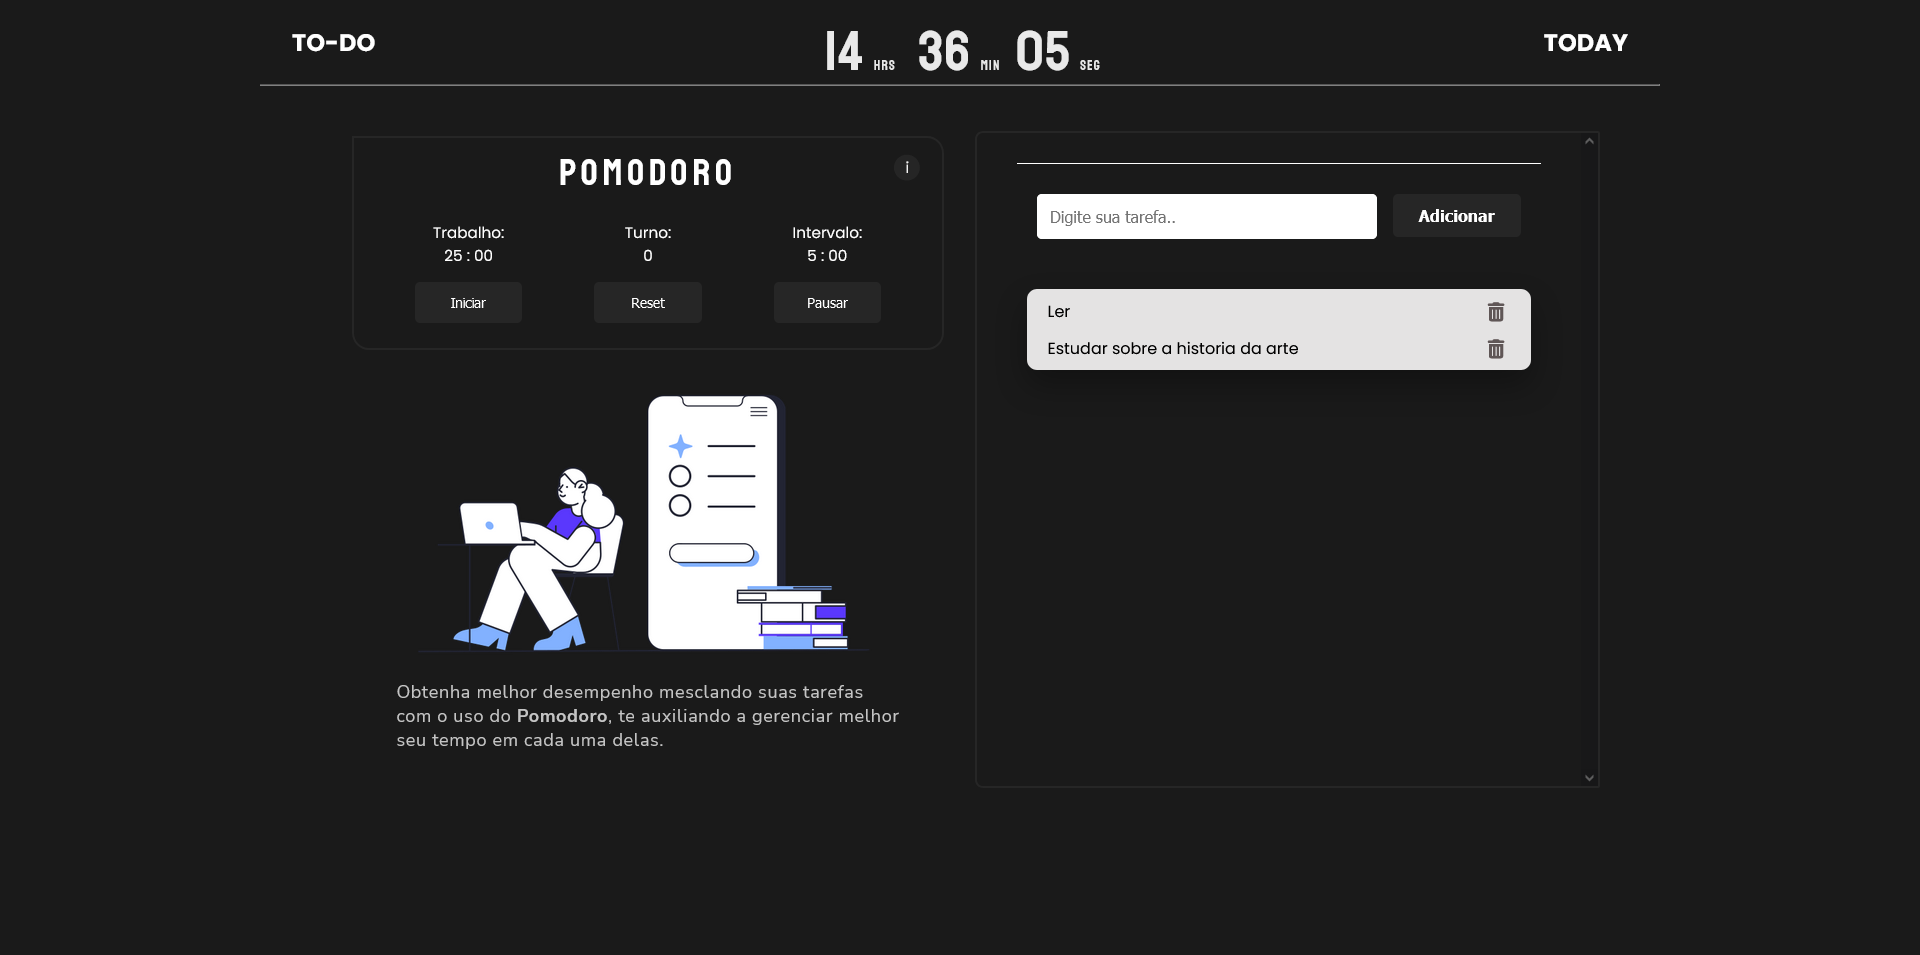 TO-DO
14 HRS 36 MIN 05 SEG
TODAY
POMODORO
i
Trabalho:
25 : 00
Iniciar
Turno:
0
Reset
Intervalo:
5 : 00
Pausar
Obtenha melhor desempenho mesclando suas tarefas
com o uso do Pomodoro, te auxiliando a gerenciar melhor
seu tempo em cada uma delas.
Digite sua tarefa..
Adicionar
Ler
Estudar sobre a historia da arte